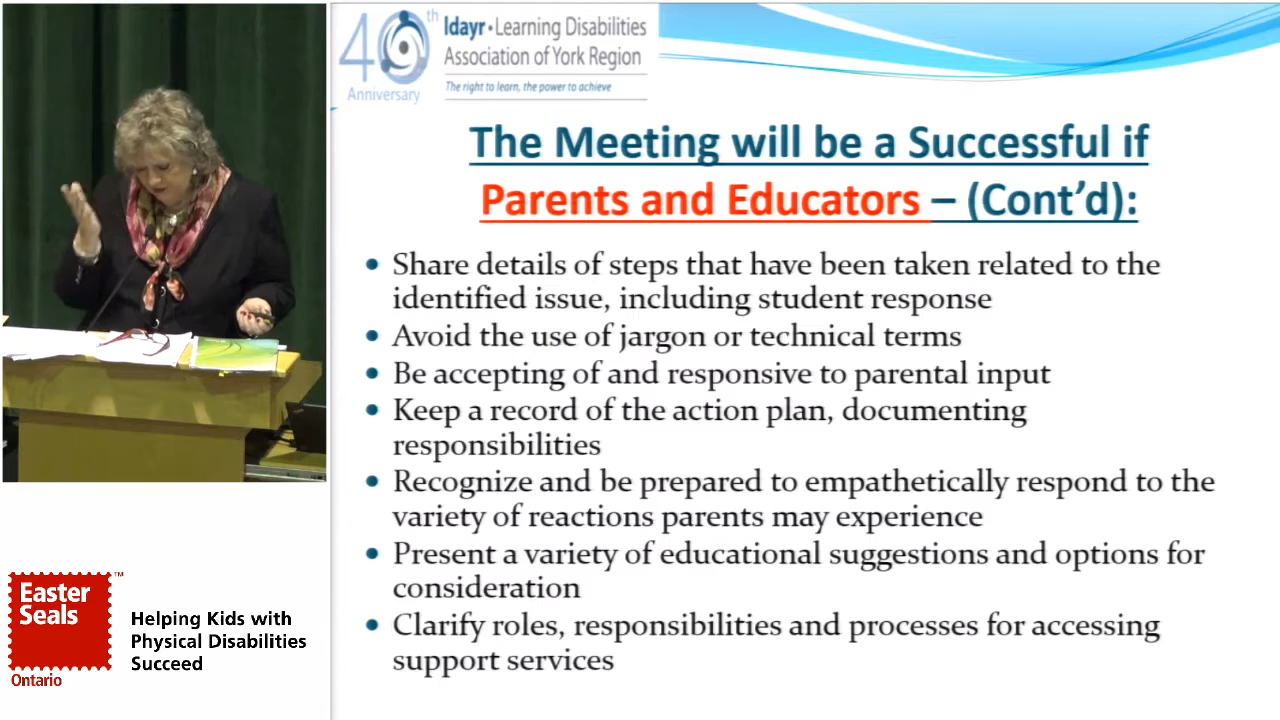 40th
Anniversary
ldayr • Learning Disabilities
Association of York Region
The right to learn, the power to achieve
The Meeting will be a Successful if
Parents and Educators – (Cont’d):
• Share details of steps that have been taken related to the
identified issue, including student response
• Avoid the use of jargon or technical terms
• Be accepting of and responsive to parental input
• Keep a record of the action plan, documenting
responsibilities
• Recognize and be prepared to empathetically respond to the
variety of reactions parents may experience
• Present a variety of educational suggestions and options for
consideration
• Clarify roles, responsibilities and processes for accessing
support services
Easter
Seals
TM
Ontario
Helping Kids with
Physical Disabilities
Succeed